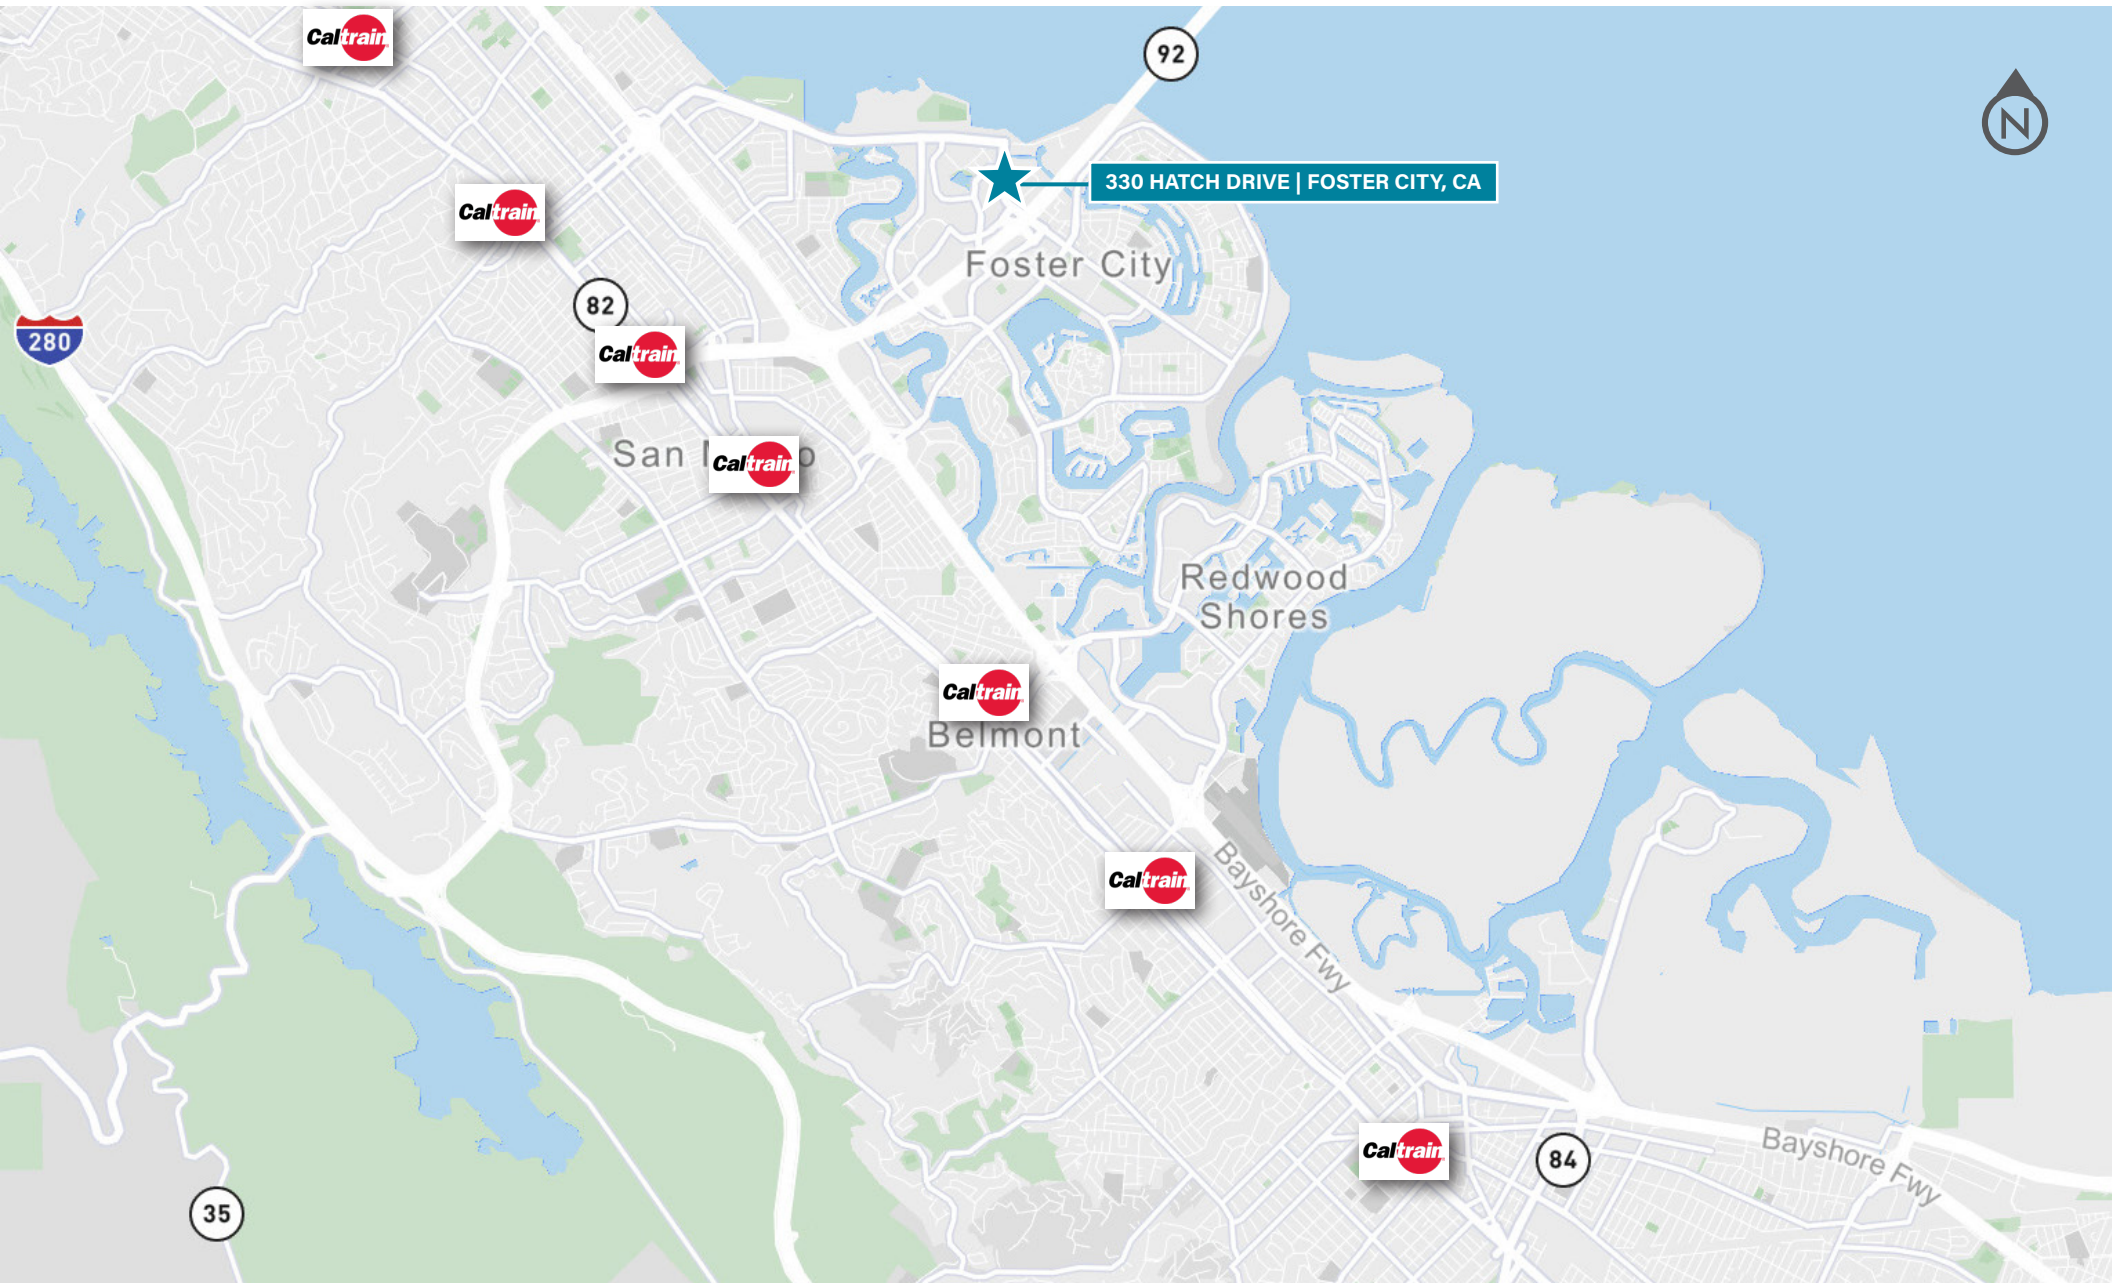 Caltrain
92
N
330 HATCH DRIVE | FOSTER CITY, CA
Caltrain
Foster City
82
280
Caltrain
San
Caltrain
Redwood
Shores
Caltrain
Belmont
Caltrain
Bayshore Fwy
Caltrain
84
Bayshore Fwy
35